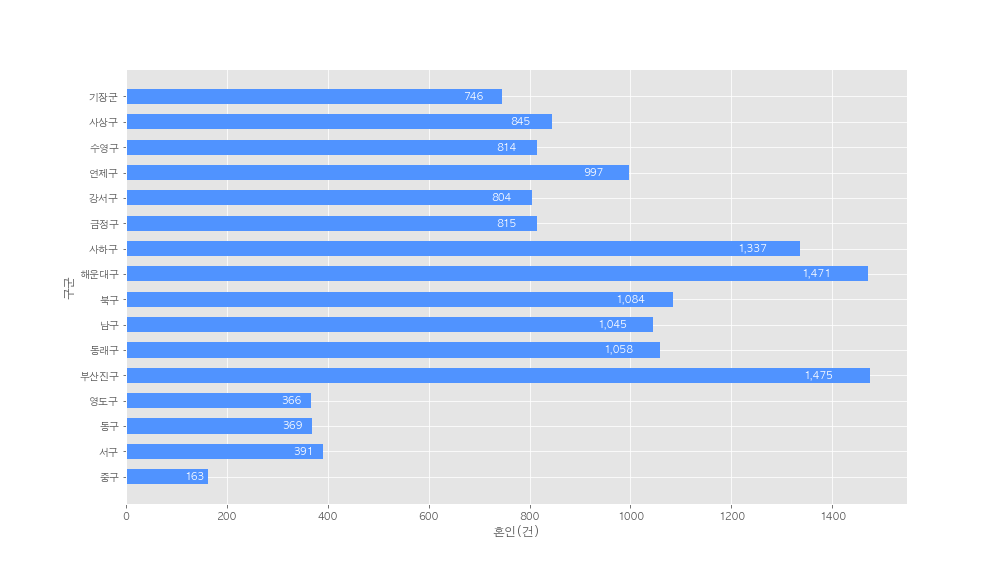 기장군 746
사상구 845
수영구 814
연제구 997
강서구 804
금정구 815
사하구 1,337
해운대구 1,471
북구 1,084
남구 1,045
동래구 1,058
부산진구 1,475
영도구 366
동구 369
서구 391
중구 163
구군
0 200 400 600 800 1000 1200 1400
혼인(건)